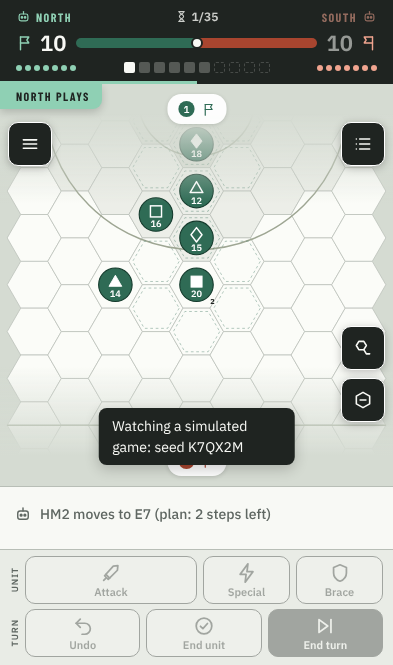 NORTH
1/35
SOUTH
10
10
NORTH PLAYS
1
18
12
16
15
14
20
2
Watching a simulated
game: seed K7QX2M
HM2 moves to E7 (plan: 2 steps left)
UNIT
Attack
Special
Brace
TURN
Undo
End unit
End turn